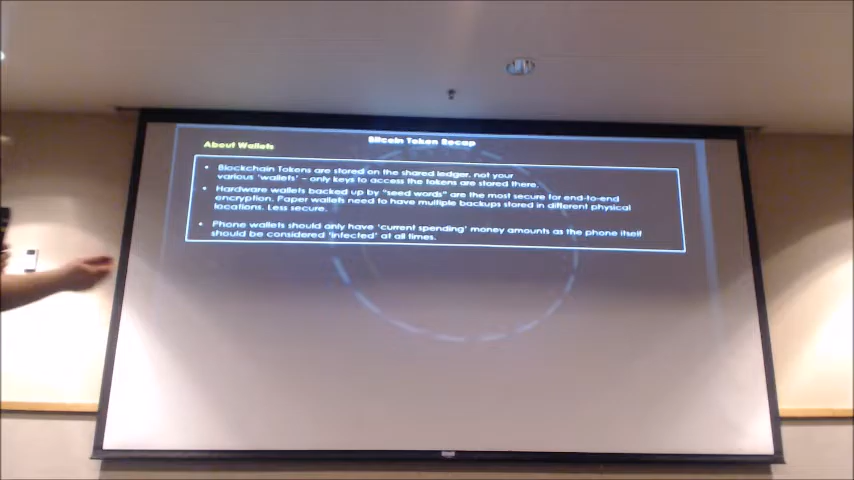 Bitcoin Token Recap
About Wallets
• Blockchain Tokens are stored on the shared ledger, not your
various 'wallets' - only keys to access the tokens are stored there.
• Hardware wallets backed up by "seed words" are the most secure for end-to-end
encryption. Paper wallets need to have multiple backups stored in different physical
locations. Less secure.
• Phone wallets should only have 'current spending' money amounts as the phone itself
should be considered 'infected' at all times.